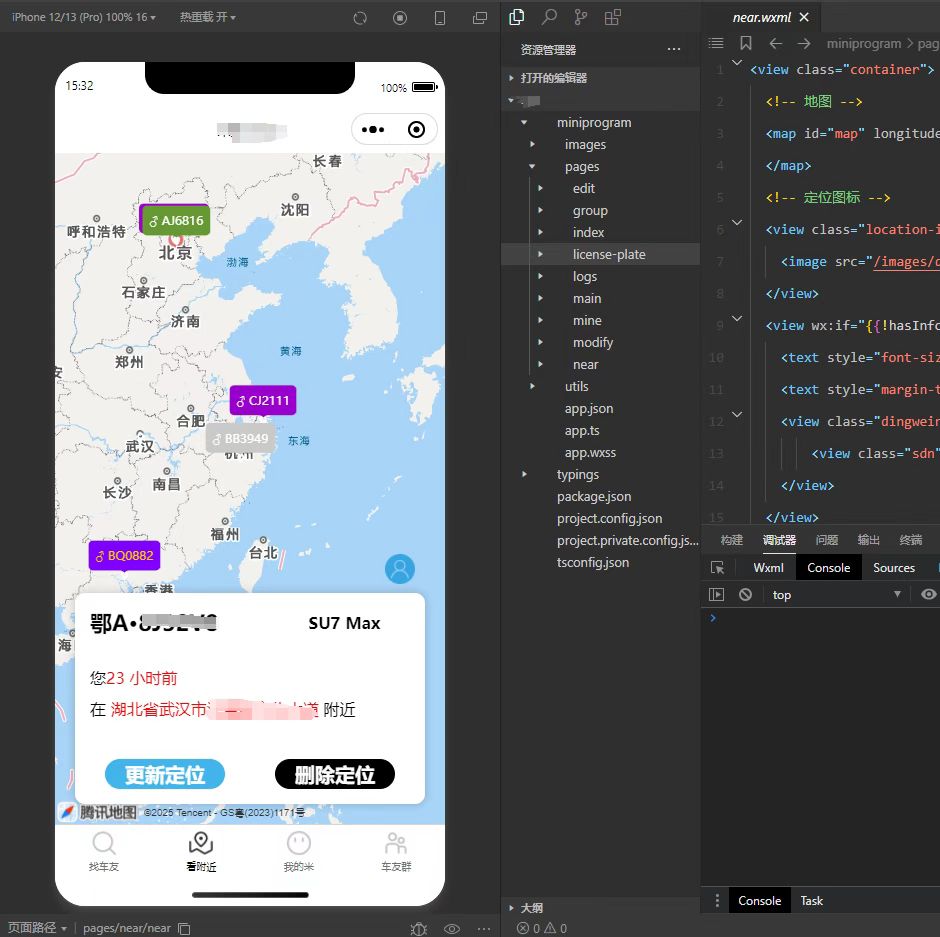 iPhone 12/13 (Pro) 100% 16
热重载 开
15:32
100%
长春
沈阳
呼和浩特
AJ6816
北京
渤海
石家庄
济南
黄海
郑州
CJ2111
合肥
BB3949
东海
杭州
武汉
南昌
长沙
福州
台北
BQ0882
香港
海
鄂A•
SU7 Max
您23 小时前
在 湖北省武汉市 附近
更新定位
删除定位
腾讯地图 ©2025 Tencent - GS粤(2023)1171号
找车友
看附近
我的米
车友群
页面路径
pages/near/near
资源管理器
打开的编辑器
miniprogram
images
pages
edit
group
index
license-plate
logs
main
mine
modify
near
utils
app.json
app.ts
app.wxss
typings
package.json
project.config.json
project.private.config.js...
tsconfig.json
大纲
0 0
near.wxml
miniprogram > pag
1 <view class="container">
2 <!-- 地图 -->
3 <map id="map" longitude
4 </map>
5 <!-- 定位图标 -->
6 <view class="location-i
7 <image src="/images/d
8 </view>
9 <view wx:if="{{!hasInfo
10 <text style="font-siz
11 <text style="margin-t
12 <view class="dingwein
13 <view class="sdn"
14 </view>
15 </view>
构建 调试器 问题 输出 终端
Wxml Console Sources
top
Console Task